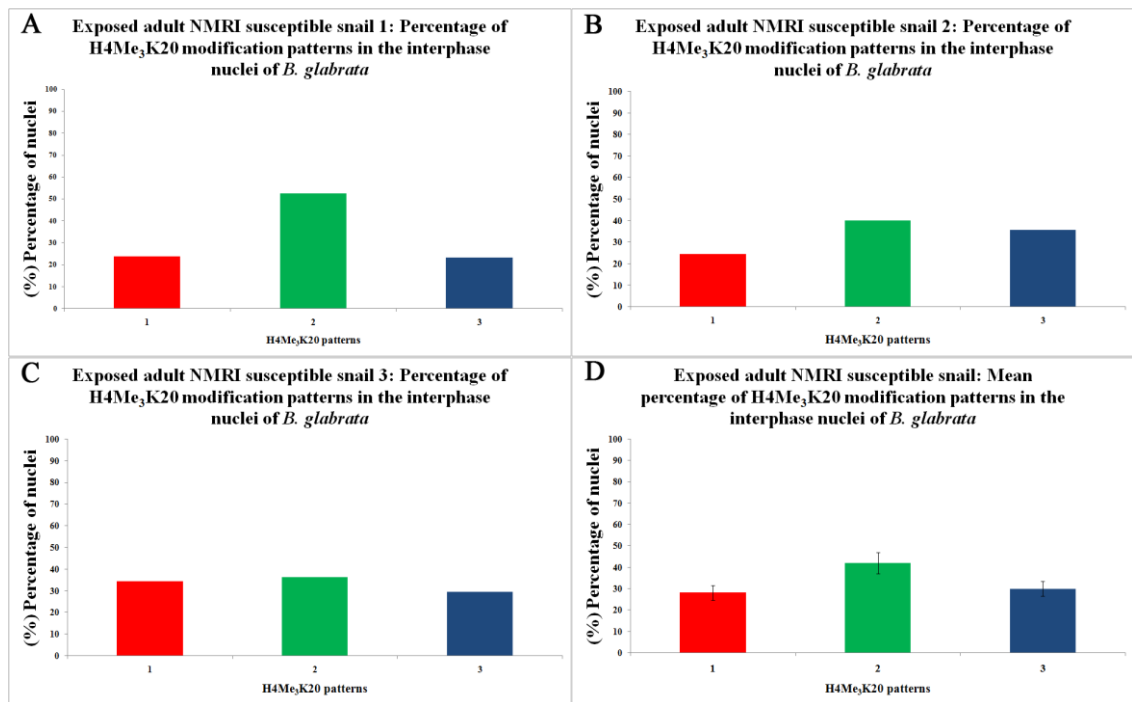 A
Exposed adult NMRI susceptible snail 1: Percentage of
H4Me₃K20 modification patterns in the interphase
nuclei of B. glabrata
(%) Percentage of nuclei
100
90
80
70
60
50
40
30
20
10
0
1 2 3
H4Me₃K20 patterns
B
Exposed adult NMRI susceptible snail 2: Percentage of
H4Me₃K20 modification patterns in the interphase
nuclei of B. glabrata
(%) Percentage of nuclei
100
90
80
70
60
50
40
30
20
10
0
1 2 3
H4Me₃K20 patterns
C
Exposed adult NMRI susceptible snail 3: Percentage of
H4Me₃K20 modification patterns in the interphase
nuclei of B. glabrata
(%) Percentage of nuclei
100
90
80
70
60
50
40
30
20
10
0
1 2 3
H4Me₃K20 patterns
D
Exposed adult NMRI susceptible snail: Mean
percentage of H4Me₃K20 modification patterns in the
interphase nuclei of B. glabrata
(%) Percentage of nuclei
100
90
80
70
60
50
40
30
20
10
0
1 2 3
H4Me₃K20 patterns